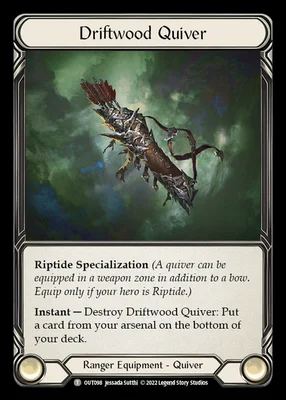 Driftwood Quiver
Riptide Specialization (A quiver can be
equipped in a weapon zone in addition to a bow.
Equip only if your hero is Riptide.)
Instant — Destroy Driftwood Quiver: Put
a card from your arsenal on the bottom of
your deck.
Ranger Equipment - Quiver
OUT098 Jessada Sutthi © 2022 Legend Story Studios